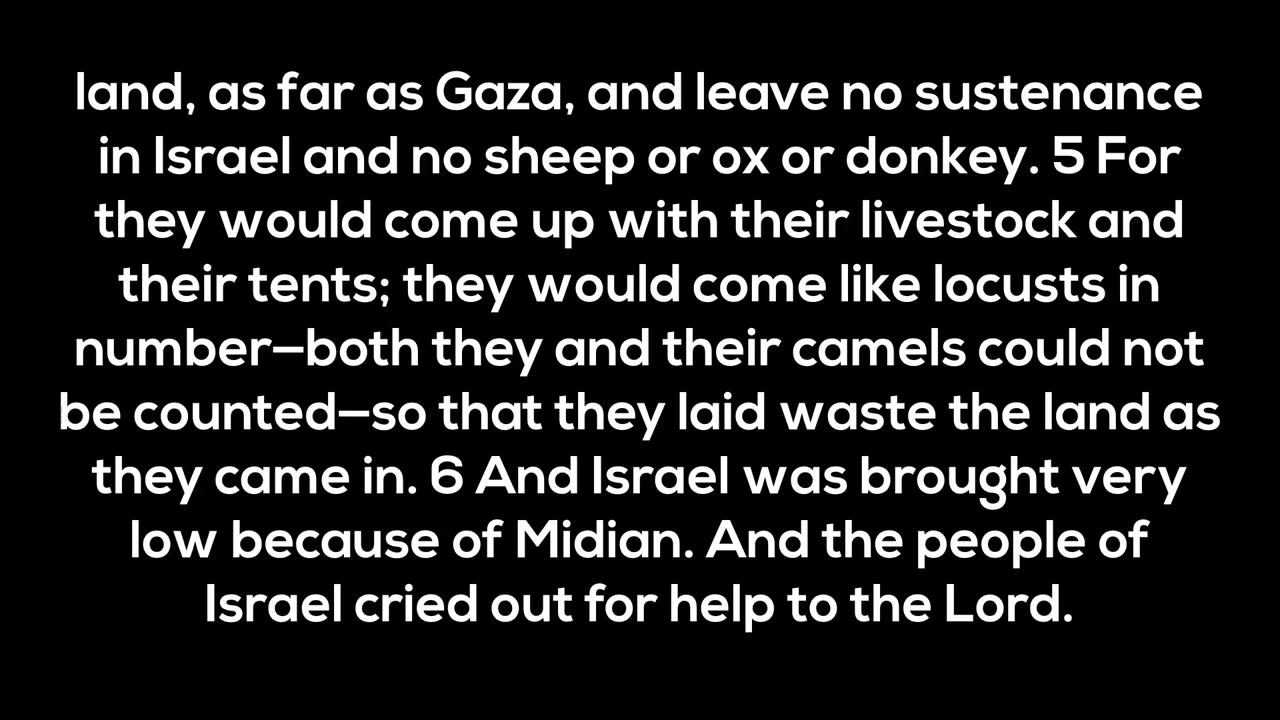 land, as far as Gaza, and leave no sustenance
in Israel and no sheep or ox or donkey. 5 For
they would come up with their livestock and
their tents; they would come like locusts in
number—both they and their camels could not
be counted—so that they laid waste the land as
they came in. 6 And Israel was brought very
low because of Midian. And the people of
Israel cried out for help to the Lord.